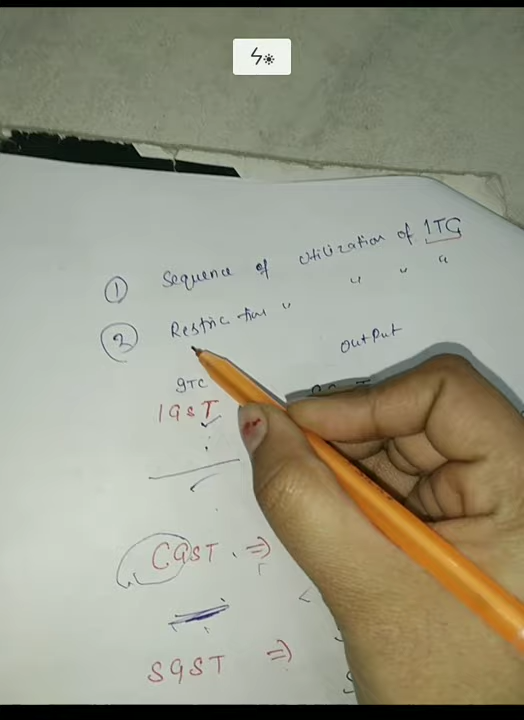 ① Sequence of Utilization of ITC
② Restriction " " " "
ITC OUTPUT
IGST
CGST . ⇒
SGST ⇒